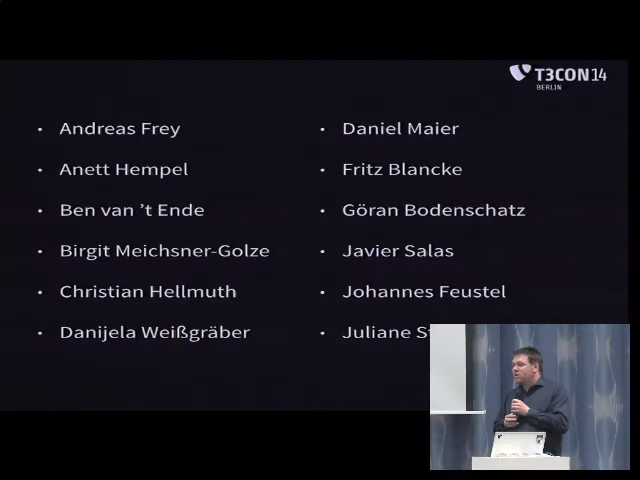 T3CON14
BERLIN
Andreas Frey
Anett Hempel
Ben van 't Ende
Birgit Meichsner-Golze
Christian Hellmuth
Danijela Weißgräber
Daniel Maier
Fritz Blancke
Göran Bodenschatz
Javier Salas
Johannes Feustel
Juliane